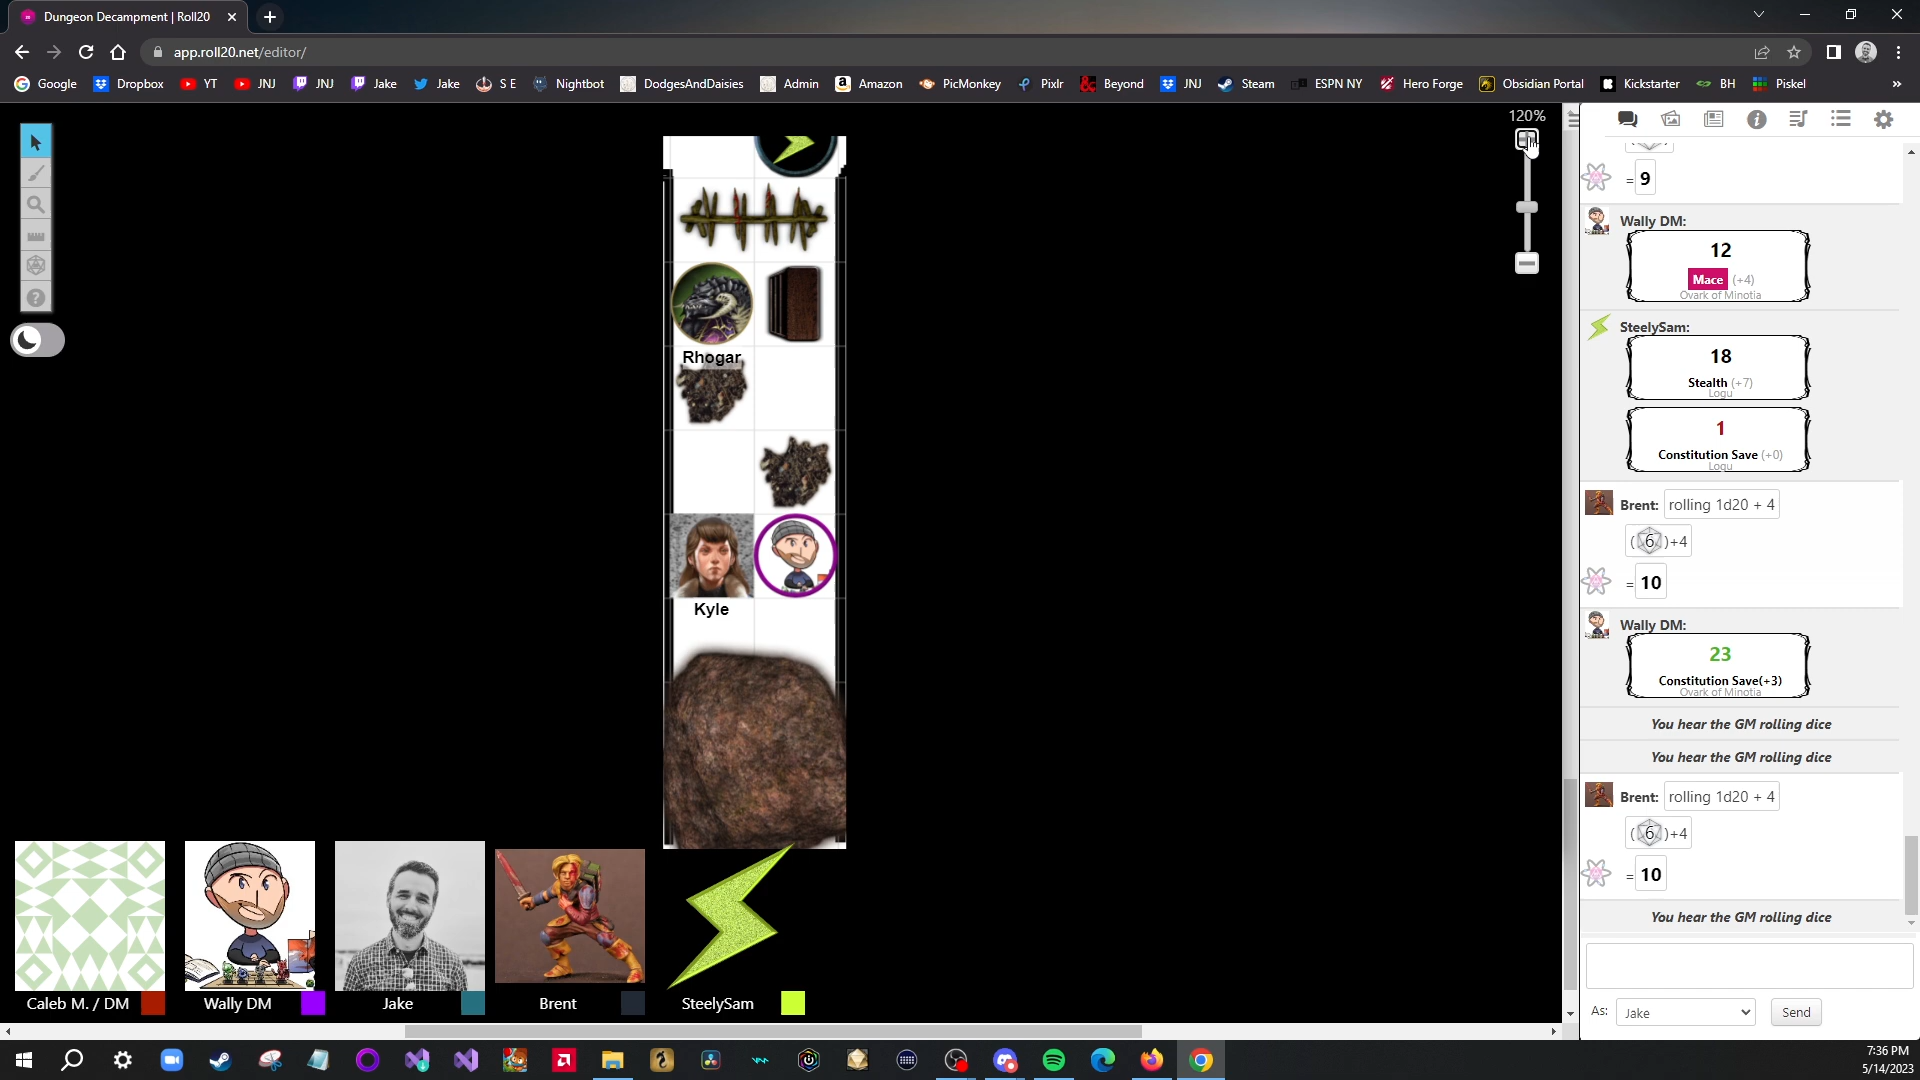 Dungeon Decampment | Roll20
app.roll20.net/editor/
Google Dropbox YT JNJ JNJ Jake Jake S E Nightbot DodgesAndDaisies Admin Amazon PicMonkey Pixlr Beyond JNJ Steam ESPN NY Hero Forge Obsidian Portal Kickstarter BH Piskel »
120%
= 9
Wally DM:
12
Mace (+4)
Ovark of Minotia
SteelySam:
18
Stealth (+7)
Logu
1
Constitution Save (+0)
Logu
Brent: rolling 1d20 + 4
(6)+4
= 10
Wally DM:
23
Constitution Save(+3)
Ovark of Minotia
You hear the GM rolling dice
You hear the GM rolling dice
Brent: rolling 1d20 + 4
(6)+4
= 10
You hear the GM rolling dice
As: Jake Send
Rhogar
Kyle
Caleb M. / DM Wally DM Jake Brent SteelySam
7:36 PM
5/14/2023